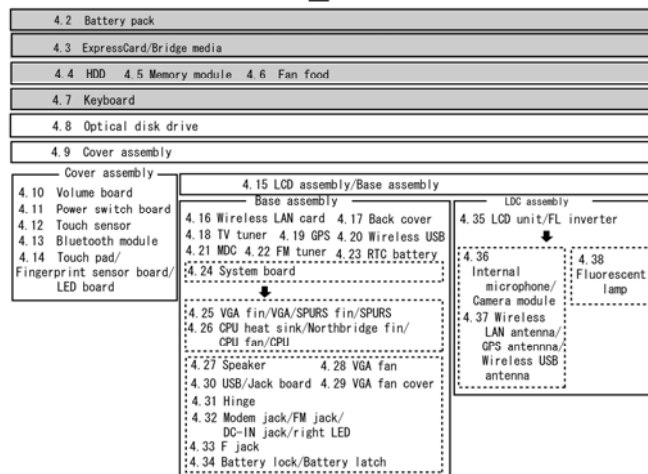 4.2 Battery pack
4.3 ExpressCard/Bridge media
4.4 HDD 4.5 Memory module 4.6 Fan food
4.7 Keyboard
4.8 Optical disk drive
4.9 Cover assembly
Cover assembly
4.10 Volume board
4.11 Power switch board
4.12 Touch sensor
4.13 Bluetooth module
4.14 Touch pad/
Fingerprint sensor board/
LED board
4.15 LCD assembly/Base assembly
Base assembly
4.16 Wireless LAN card 4.17 Back cover
4.18 TV tuner 4.19 GPS 4.20 Wireless USB
4.21 MDC 4.22 FM tuner 4.23 RTC battery
4.24 System board
4.25 VGA fin/VGA/SPURS fin/SPURS
4.26 CPU heat sink/Northbridge fin/
CPU fan/CPU
4.27 Speaker 4.28 VGA fan
4.30 USB/Jack board 4.29 VGA fan cover
4.31 Hinge
4.32 Modem jack/FM jack/
DC-IN jack/right LED
4.33 F jack
4.34 Battery lock/Battery latch
LDC assembly
4.35 LCD unit/FL inverter
4.36
Internal
microphone/
Camera module
4.37 Wireless
LAN antenna/
GPS antennna/
Wireless USB
antenna
4.38
Fluorescent
lamp